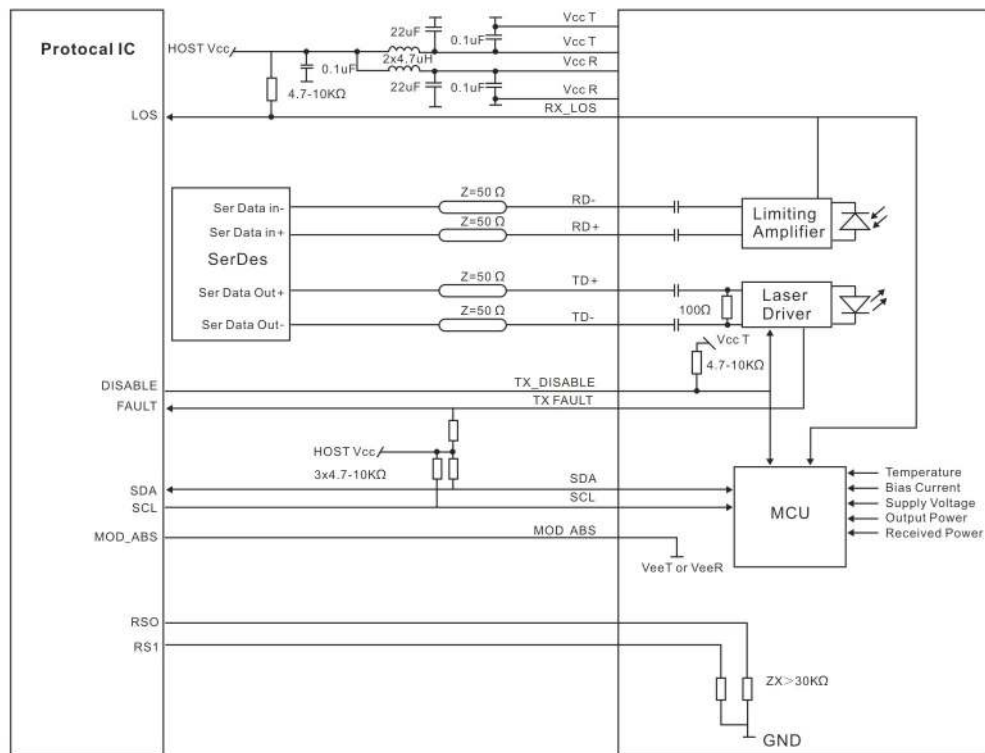 Protocal IC
HOST Vcc
22uF
0.1uF
Vcc T
Vcc T
2x4.7uH
Vcc R
0.1uF
22uF
0.1uF
Vcc R
4.7-10KΩ
LOS
RX_LOS
Z=50 Ω
Ser Data in-
RD-
Limiting
Amplifier
Z=50 Ω
Ser Data in+
RD+
SerDes
Z=50 Ω
Ser Data Out+
TD+
Laser
Driver
100Ω
Z=50 Ω
Ser Data Out-
TD-
Vcc T
4.7-10KΩ
DISABLE
TX_DISABLE
FAULT
TX FAULT
HOST Vcc
3x4.7-10KΩ
SDA
SDA
SCL
SCL
MCU
Temperature
Bias Current
Supply Voltage
Output Power
Received Power
MOD_ABS
MOD ABS
VeeT or VeeR
RSO
RS1
ZX>30KΩ
GND